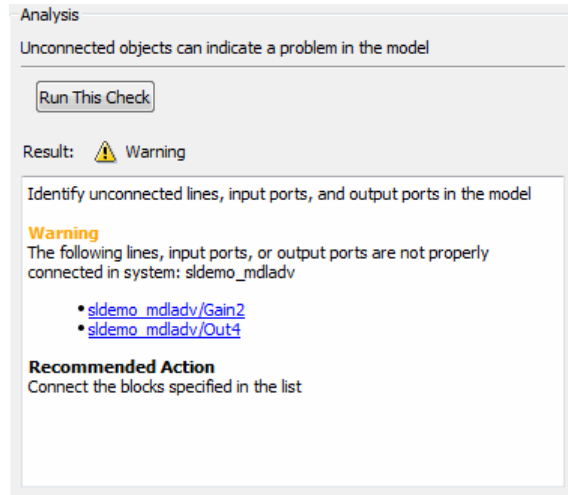 Analysis
Unconnected objects can indicate a problem in the model
Run This Check
Result: Warning
Identify unconnected lines, input ports, and output ports in the model
Warning
The following lines, input ports, or output ports are not properly
connected in system: sldemo_mdladv
• sldemo_mdladv/Gain2
• sldemo_mdladv/Out4
Recommended Action
Connect the blocks specified in the list